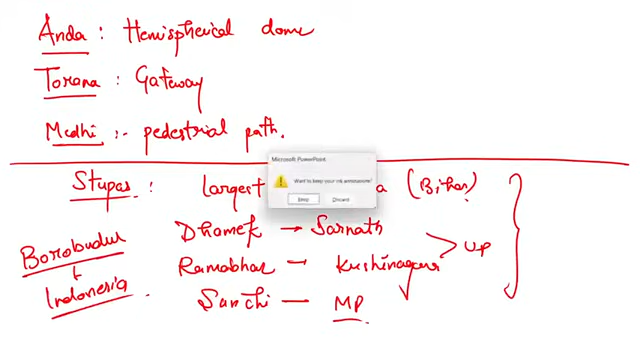 Anda : Hemispherical dome
Torana : Gateway
Medhi :- pedestrial path.
Microsoft PowerPoint
Want to keep your ink annotations?
Keep Discard
Stupas : largest a (Bihar)
Dhamek → Sarnath
Ramabhar — Kushinagar > UP
Sanchi — MP
Borobudur
Indonesia